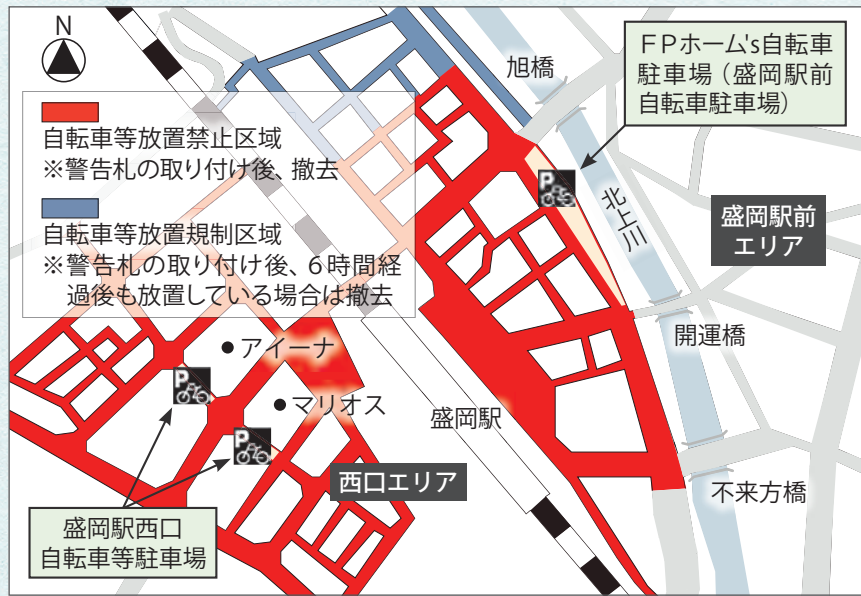 N
旭橋
FPホーム's自転車
駐車場（盛岡駅前
自転車駐車場）
自転車等放置禁止区域
※警告札の取り付け後、撤去
自転車等放置規制区域
※警告札の取り付け後、６時間経
過後も放置している場合は撤去
P
北上川
盛岡駅前
エリア
開運橋
アイーナ
P
マリオス
盛岡駅
P
西口エリア
不来方橋
盛岡駅西口
自転車等駐車場